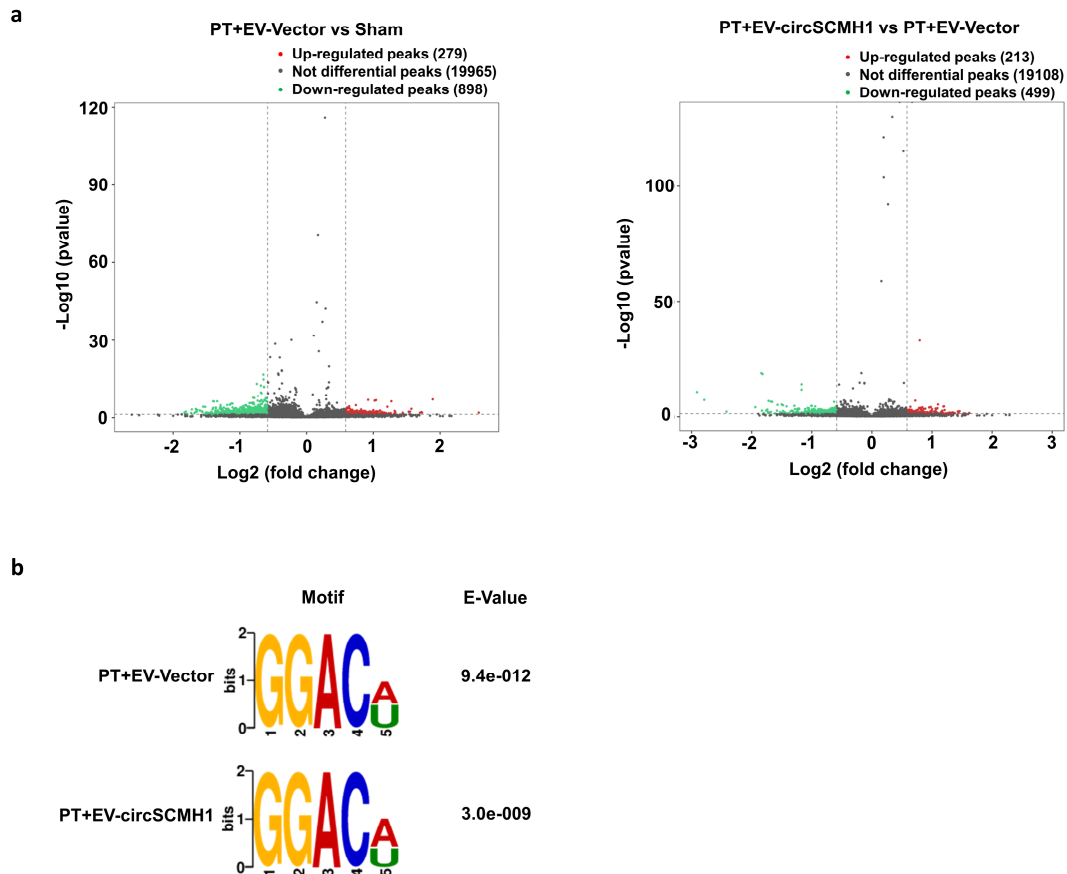 a
PT+EV-Vector vs Sham
Up-regulated peaks (279)
Not differential peaks (19965)
Down-regulated peaks (898)
120
90
60
30
0
-Log10 (pvalue)
-2
-1
0
1
2
Log2 (fold change)
PT+EV-circSCMH1 vs PT+EV-Vector
Up-regulated peaks (213)
Not differential peaks (19108)
Down-regulated peaks (499)
100
50
0
-Log10 (pvalue)
-3
-2
-1
0
1
2
3
Log2 (fold change)
b
Motif
E-Value
PT+EV-Vector
bits
2
1
0
GGACA
U
1
2
3
4
5
9.4e-012
PT+EV-circSCMH1
bits
2
1
0
GGACA
U
1
2
3
4
5
3.0e-009